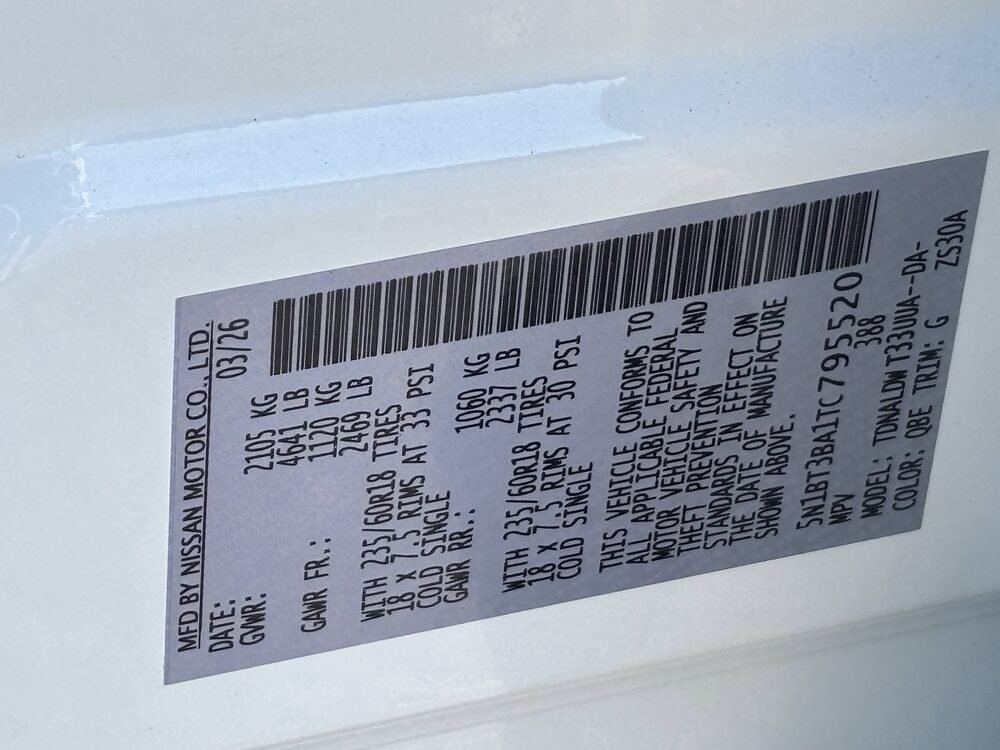 MFD BY NISSAN MOTOR CO., LTD.
DATE: 03/26
GVWR: 2105 KG
4641 LB
GAWR FR.: 1120 KG
2469 LB
WITH 235/60R18 TIRES
18 X 7.5 RIMS AT 33 PSI
COLD SINGLE
GAWR RR.: 1060 KG
2337 LB
WITH 235/60R18 TIRES
18 X 7.5 RIMS AT 30 PSI
COLD SINGLE
THIS VEHICLE CONFORMS TO
ALL APPLICABLE FEDERAL
MOTOR VEHICLE SAFETY AND
THEFT PREVENTION
STANDARDS IN EFFECT ON
THE DATE OF MANUFACTURE
SHOWN ABOVE.
5N1BT3BA1TC795520
MPV 388
MODEL: TDNALDWT33UUA--DA-
COLOR: QBE TRIM: G ZS30A